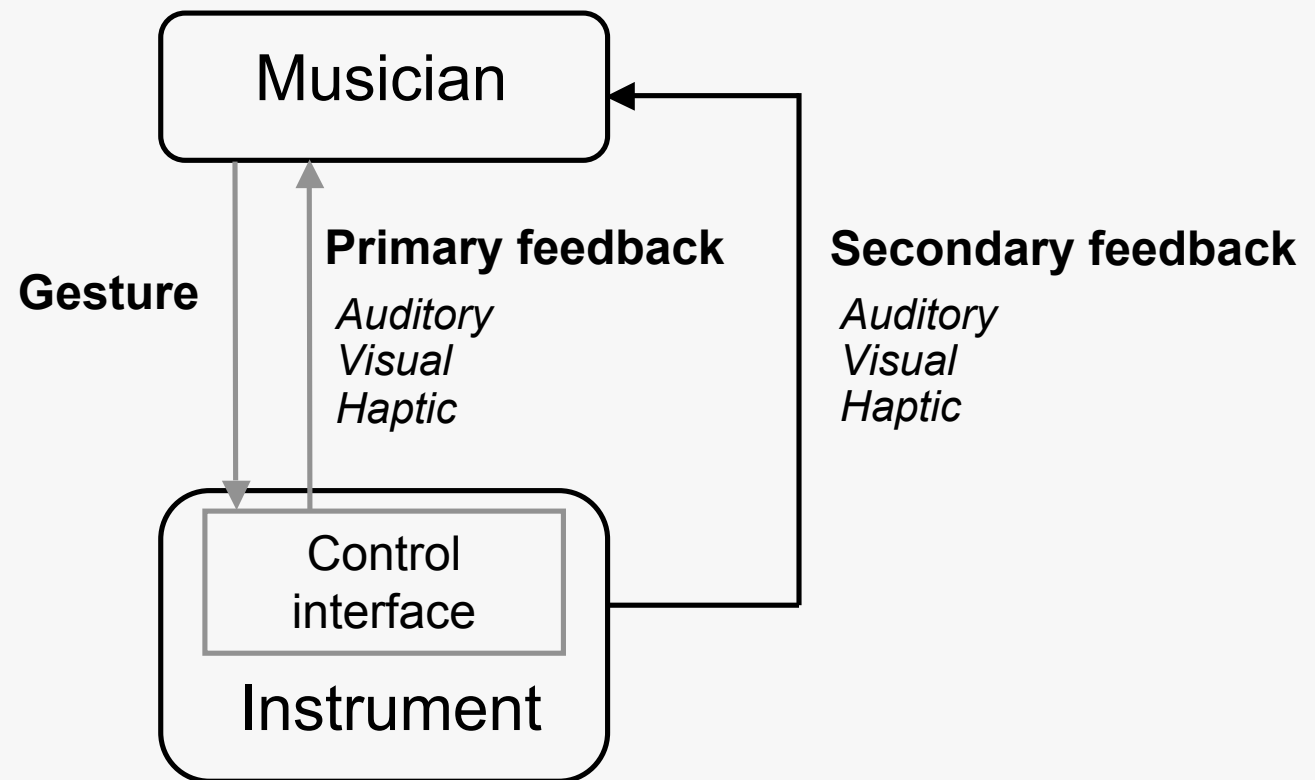 Musician
Gesture
Primary feedback
Auditory
Visual
Haptic
Secondary feedback
Auditory
Visual
Haptic
Control
interface
Instrument